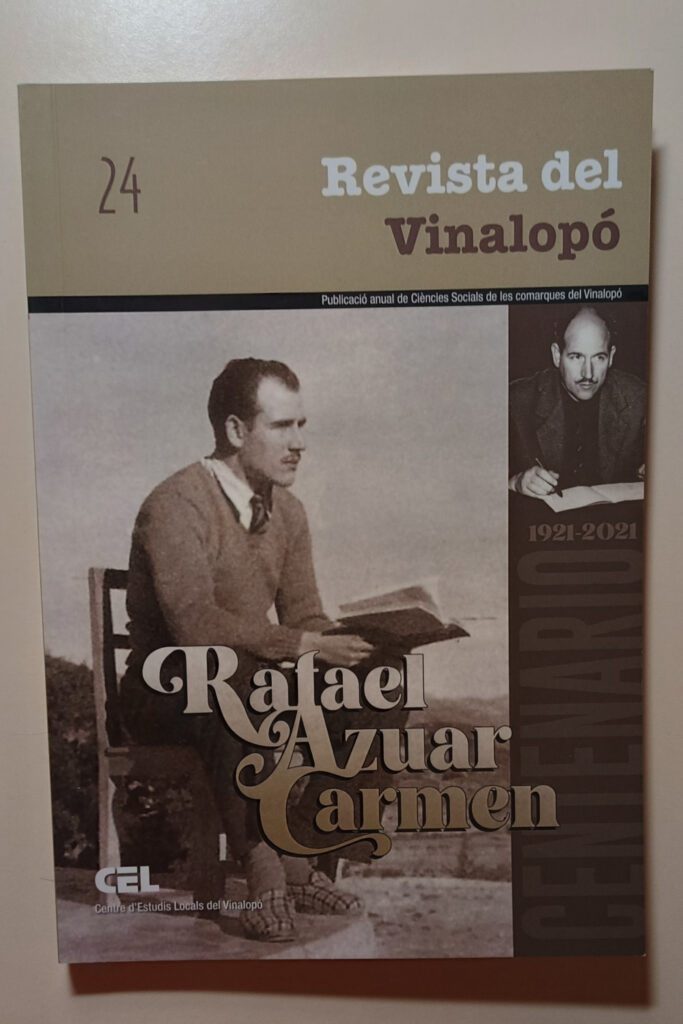 24
Revista del
Vinalopó
Publicació anual de Ciències Socials de les comarques del Vinalopó
1921-2021
CENTENARIO
Rafael
Azuar
Carmen
CEL
Centre d'Estudis Locals del Vinalopó